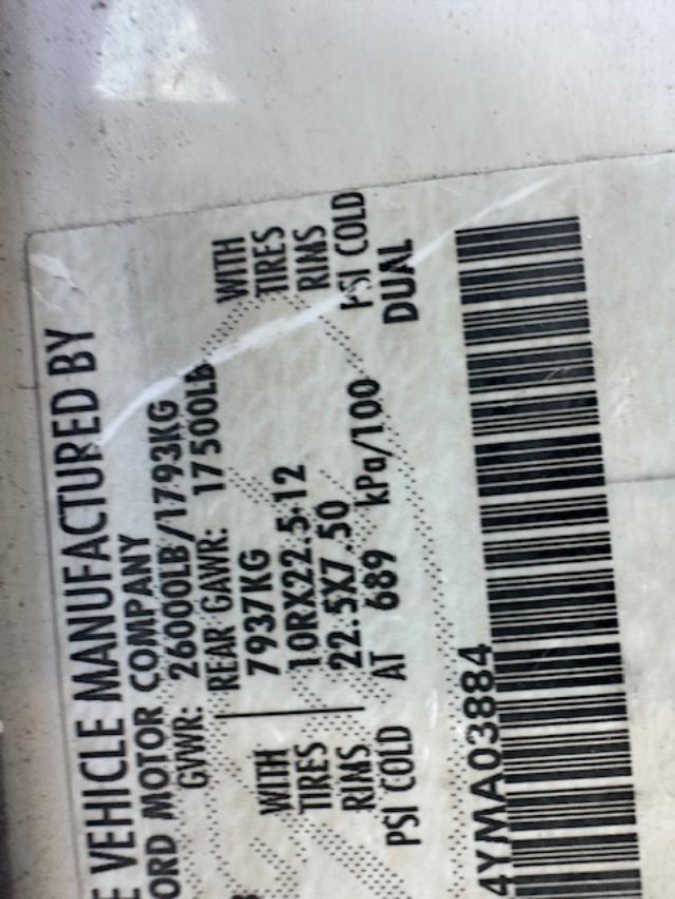 E VEHICLE MANUFACTURED BY
ORD MOTOR COMPANY
GVWR: 26000LB/1793KG
REAR GAWR: 17500LB WITH
WITH 7937KG TIRES
TIRES 10RX22.5-12 RIMS
RIMS 22.5X7.50 PSI COLD
PSI COLD AT 689 kPa/100 DUAL
4YMA03884